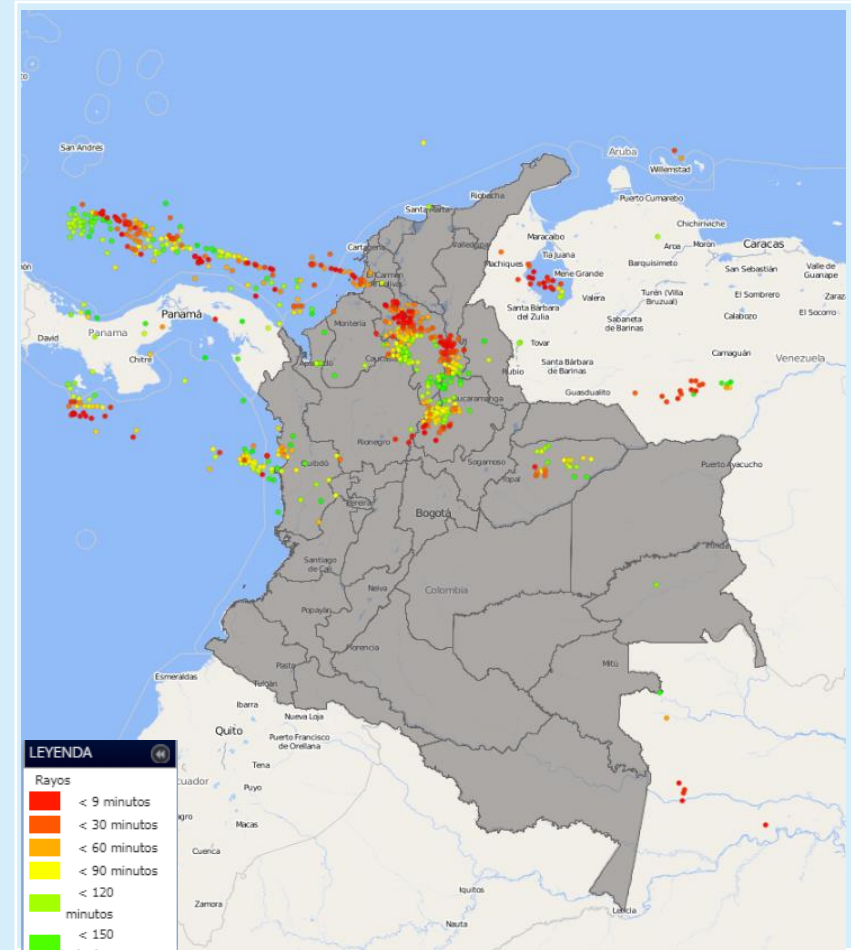 San Andrés
Aruba
Willemstad
Riohacha
Puerto Cumarebo
Santa Marta
Chichiriviche
Maracaibo
Caracas
Cartagena
Valledupar
Tía Juana
Aroa
Morón
Machiques
Mene Grande
Barquisimeto
San Sebastián
Valle de
Guanape
El Carmen
de Bolívar
Valera
Turén (Villa
Bruzual)
El Sombrero
Zaraz
Santa Bárbara
del Zulia
Sabaneta
de Barinas
Calabozo
El Socorro
Panamá
Montería
David
Panama
Tovar
Camaguán
Chitré
Santa Bárbara
de Barinas
Venezuela
Rubio
Guasdualito
Bucaramanga
Rionegro
Quibdó
Sogamoso
Yopal
Puerto Ayacucho
Pereira
Bogotá
Inírida
Santiago
de Cali
Neiva
Colombia
Popayán
Florencia
Mitú
Pasto
Esmeraldas
Ibarra
Nueva Loja
Quito
Puerto Francisco
de Orellana
LEYENDA
Tena
Rayos
cuador
Puyo
< 9 minutos
< 30 minutos
Macas
< 60 minutos
Cuenca
< 90 minutos
< 120
minutos
Iquitos
Zamora
Leticia
< 150
Nauta